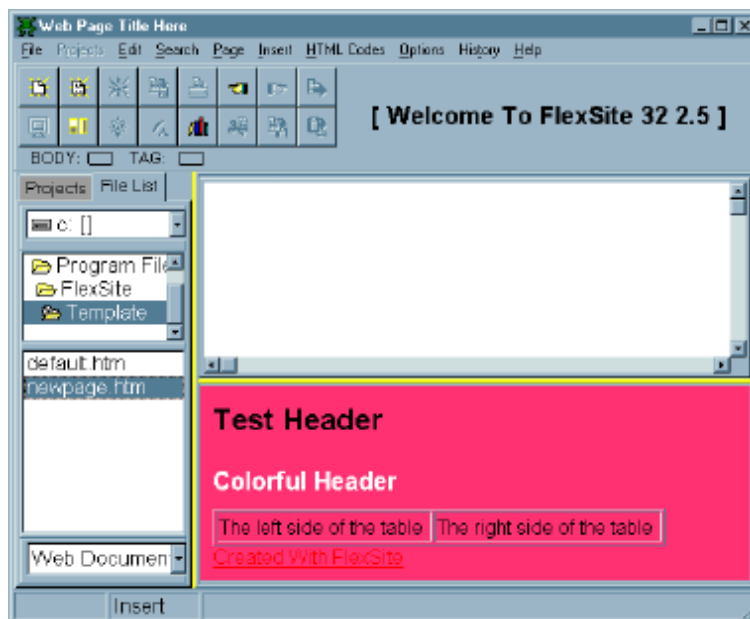 Web Page Title Here
File Projects Edit Search Page Insert HTML Codes Options History Help
[ Welcome To FlexSite 32 2.5 ]
BODY: TAG:
Projects File List
c: []
Program File
FlexSite
Template
default.htm
newpage.htm
Web Document
Test Header
Colorful Header
The left side of the table The right side of the table
Created With FlexSite
Insert